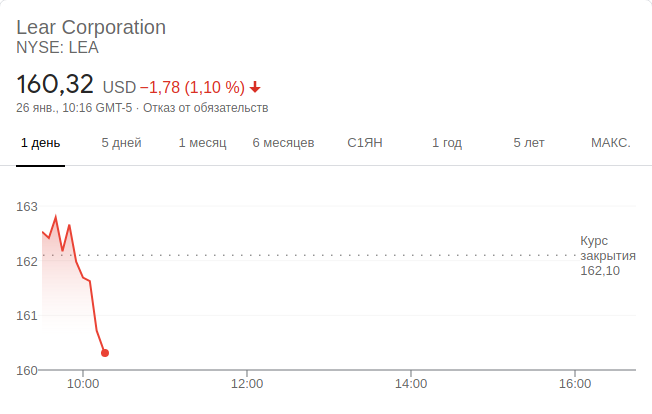 Lear Corporation
NYSE: LEA
160,32 USD −1,78 (1,10 %)
26 янв., 10:16 GMT-5 · Отказ от обязательств
1 день 5 дней 1 месяц 6 месяцев С1ЯН 1 год 5 лет МАКС.
163
162
161
160
Курс
закрытия
162,10
10:00 12:00 14:00 16:00